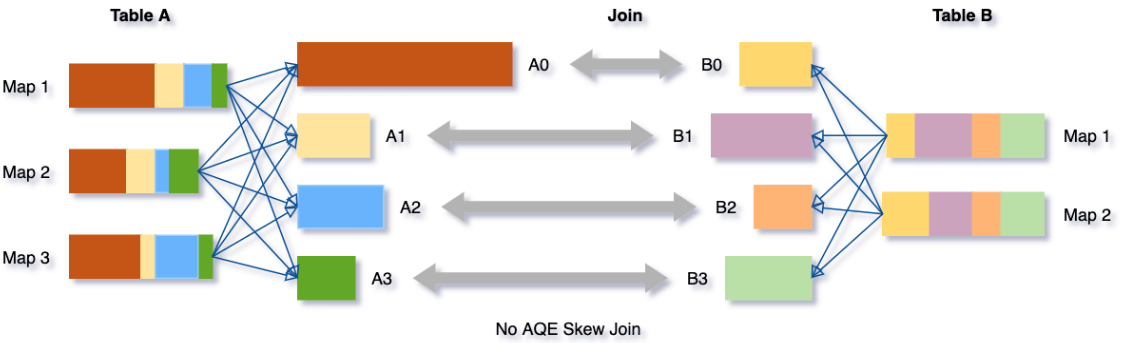 Table A
Join
Table B
A0
B0
Map 1
A1
B1
Map 1
Map 2
A2
B2
Map 2
Map 3
A3
B3
No AQE Skew Join